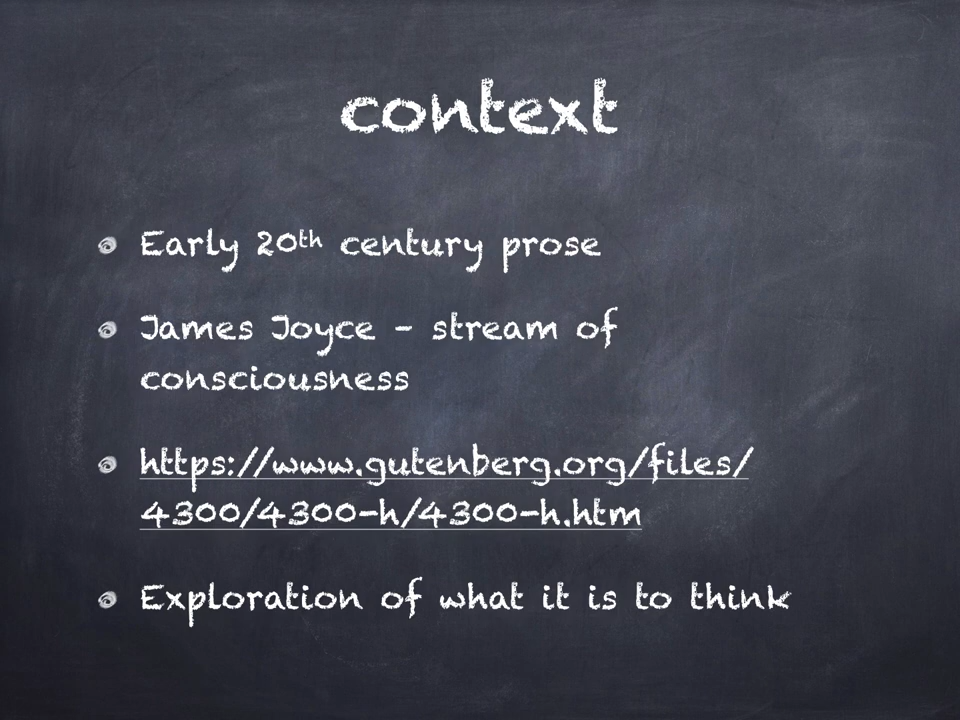 context
Early 20th century prose
James Joyce - stream of
consciousness
https://www.gutenberg.org/files/
4300/4300-h/4300-h.htm
Exploration of what it is to think